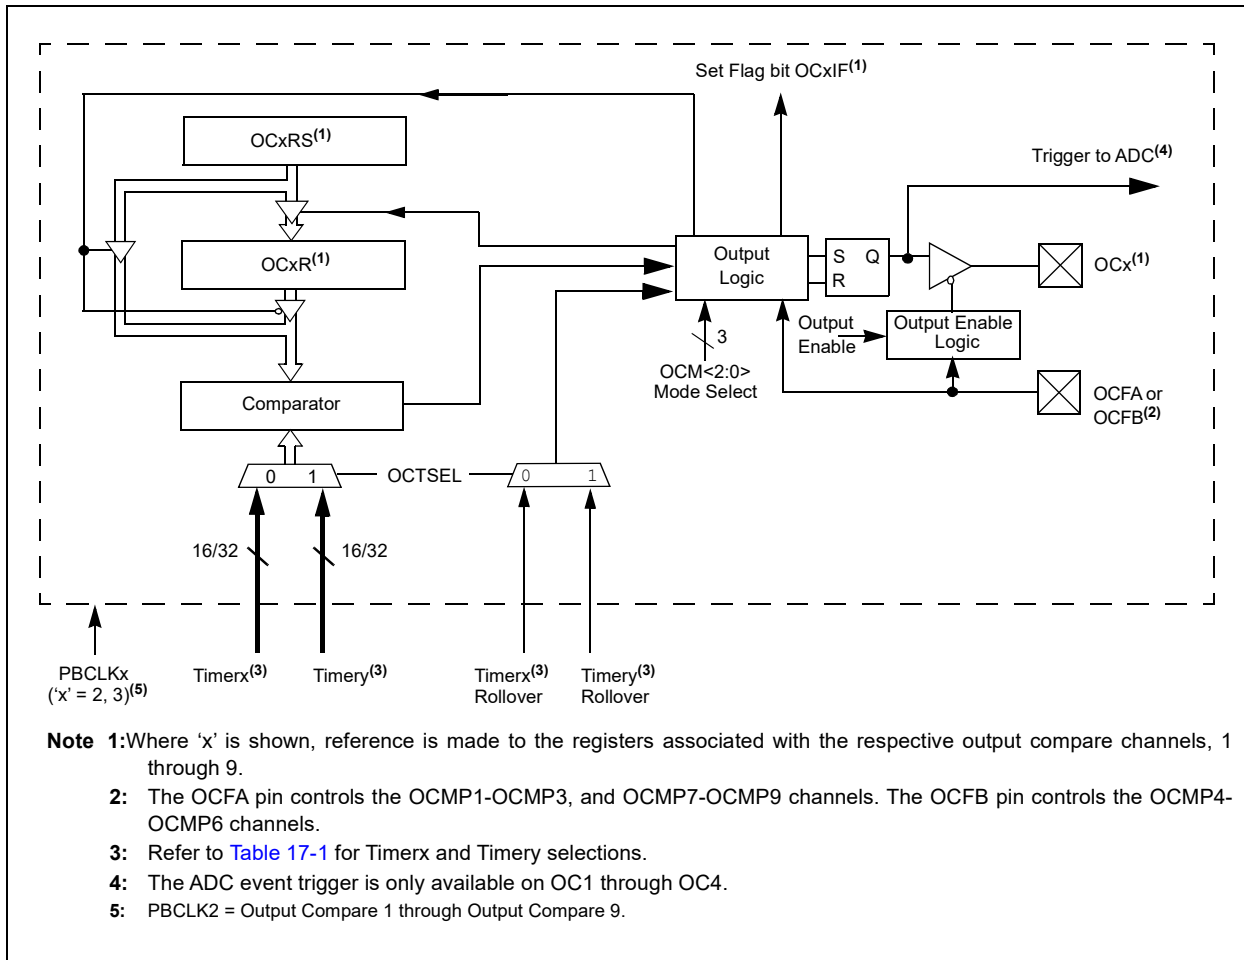 Set Flag bit OCxIF(1)
OCxRS(1)
Trigger to ADC(4)
OCxR(1)
Output
Logic
S Q
R
OCx(1)
Output
Enable
Output Enable
Logic
3
OCM<2:0>
Mode Select
OCFA or
OCFB(2)
Comparator
0 1
OCTSEL
0 1
16/32
16/32
PBCLKx
('x' = 2, 3)(5)
Timerx(3)
Timery(3)
Timerx(3)
Rollover
Timery(3)
Rollover
Note 1:Where ‘x’ is shown, reference is made to the registers associated with the respective output compare channels, 1
through 9.
2: The OCFA pin controls the OCMP1-OCMP3, and OCMP7-OCMP9 channels. The OCFB pin controls the OCMP4-
OCMP6 channels.
3: Refer to Table 17-1 for Timerx and Timery selections.
4: The ADC event trigger is only available on OC1 through OC4.
5: PBCLK2 = Output Compare 1 through Output Compare 9.